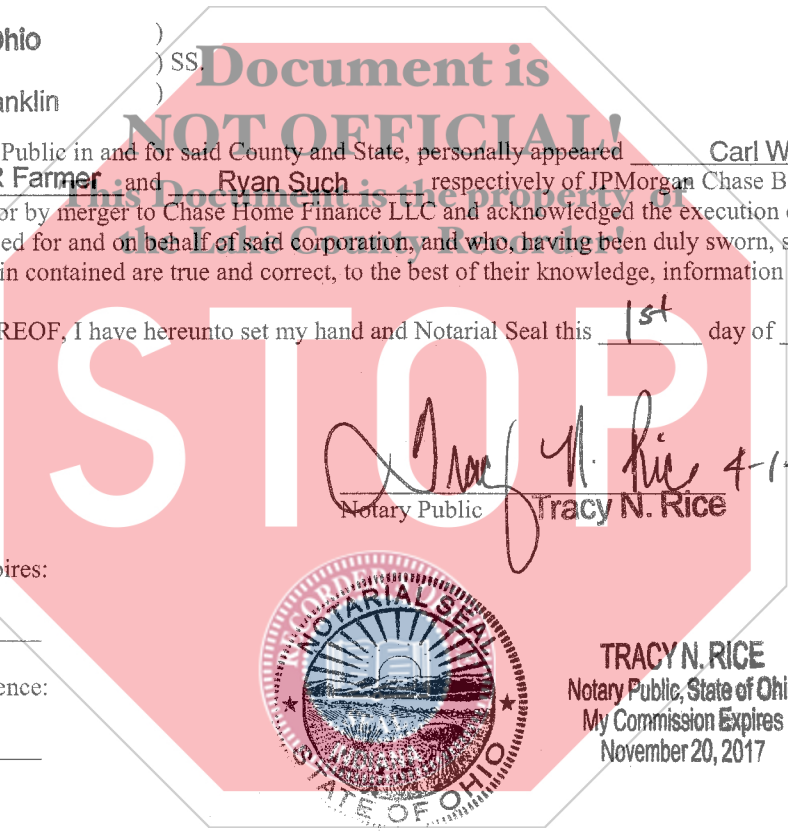 Ohio )
) SS.
anklin )
Document is
NOT OFFICIAL!
Public in and for said County and State, personally appeared Carl W
R Farmer and Ryan Such respectively of JPMorgan Chase B
This Document is the property of
or by merger to Chase Home Finance LLC and acknowledged the execution
the Lake County Recorder!
ed for and on behalf of said corporation, and who, having been duly sworn, s
in contained are true and correct, to the best of their knowledge, information
REOF, I have hereunto set my hand and Notarial Seal this 1st day of
STOP
Tracy N. Rice 4-1-
Notary Public Tracy N. Rice
ires:
NOTARIAL SEAL
STATE OF OHIO
TRACY N. RICE
ence:
Notary Public, State of Ohi
My Commission Expires
November 20, 2017